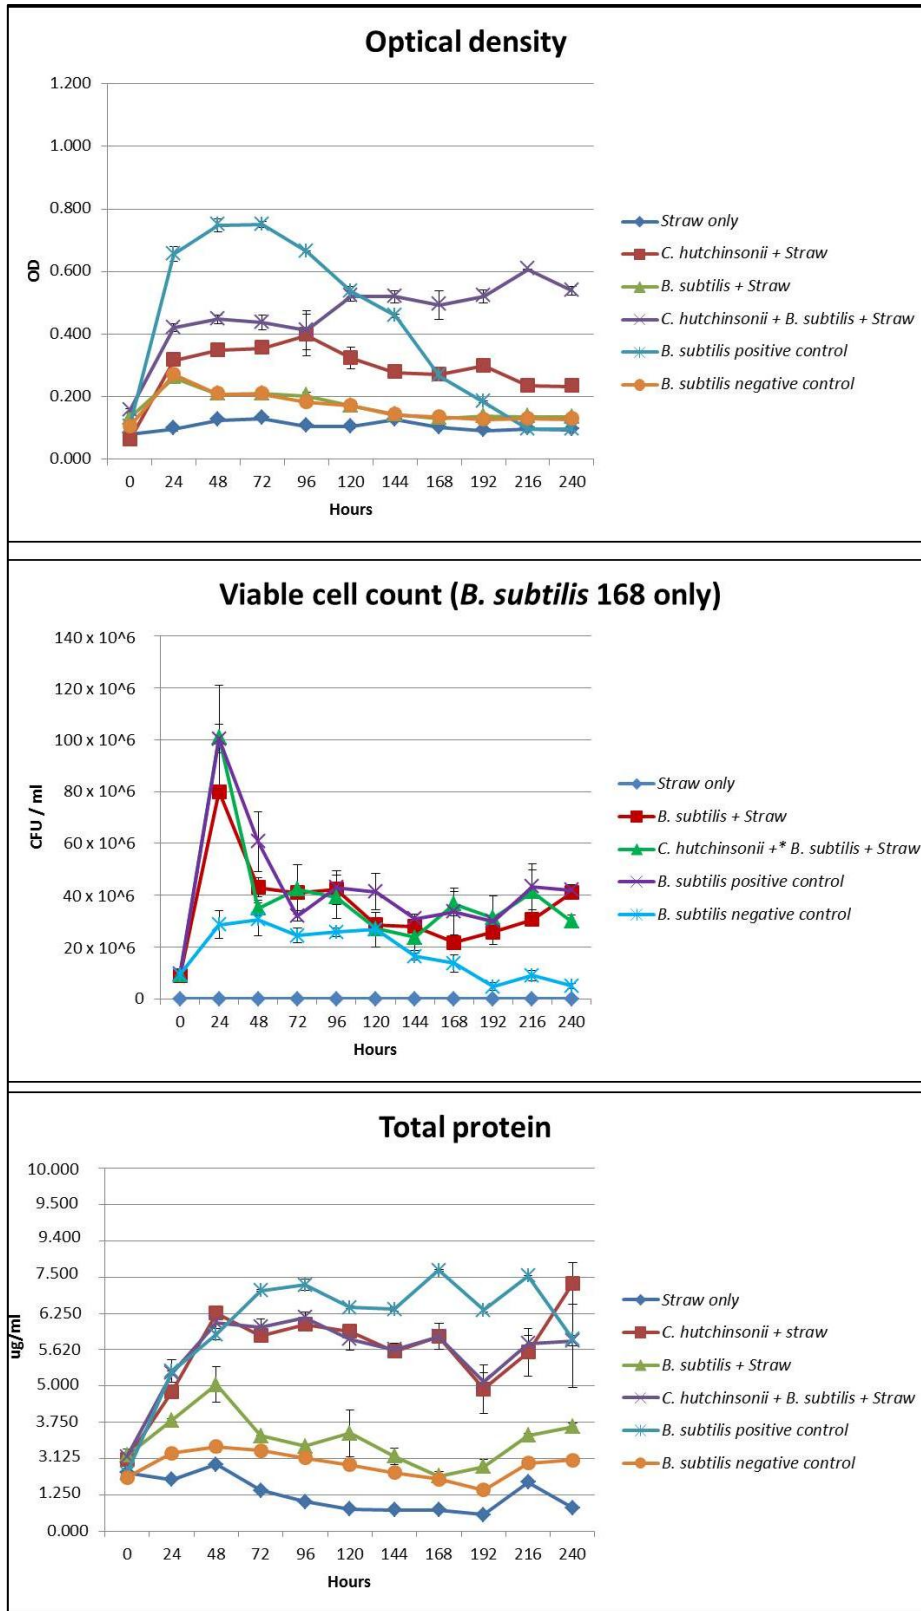 Optical density
1.200
1.000
0.800
0.600
0.400
0.200
0.000
OD
0 24 48 72 96 120 144 168 192 216 240
Hours
Straw only
C. hutchinsonii + Straw
B. subtilis + Straw
C. hutchinsonii + B. subtilis + Straw
B. subtilis positive control
B. subtilis negative control
Viable cell count (B. subtilis 168 only)
140 x 10^6
120 x 10^6
100 x 10^6
80 x 10^6
60 x 10^6
40 x 10^6
20 x 10^6
0
CFU / ml
0 24 48 72 96 120 144 168 192 216 240
Hours
Straw only
B. subtilis + Straw
C. hutchinsonii +* B. subtilis + Straw
B. subtilis positive control
B. subtilis negative control
Total protein
10.000
9.500
9.400
7.500
6.250
5.620
5.000
3.750
3.125
1.250
0.000
ug/ml
0 24 48 72 96 120 144 168 192 216 240
Hours
Straw only
C. hutchinsonii + straw
B. subtilis + Straw
C. hutchinsonii + B. subtilis + Straw
B. subtilis positive control
B. subtilis negative control